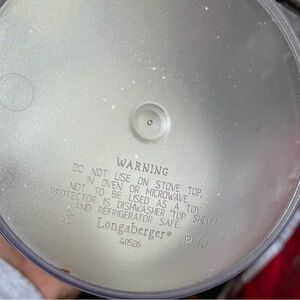 WARNING
DO NOT USE ON STOVE TOP,
IN OVEN OR MICROWAVE.
NOT TO BE USED AS A TOY.
PROTECTOR IS DISHWASHER "TOP SHELF"
AND REFRIGERATOR SAFE.
Longaberger®
P 10
40526